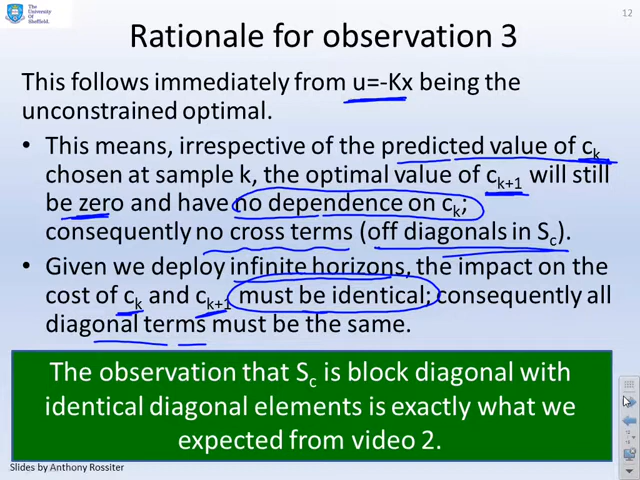 The
University
Of
Sheffield.
12
Rationale for observation 3
This follows immediately from u=-Kx being the
unconstrained optimal.
• This means, irrespective of the predicted value of ck
chosen at sample k, the optimal value of ck+1 will still
be zero and have no dependence on ck;
consequently no cross terms (off diagonals in Sc).
• Given we deploy infinite horizons, the impact on the
cost of ck and ck+1 must be identical; consequently all
diagonal terms must be the same.
The observation that Sc is block diagonal with
identical diagonal elements is exactly what we
expected from video 2.
Slides by Anthony Rossiter